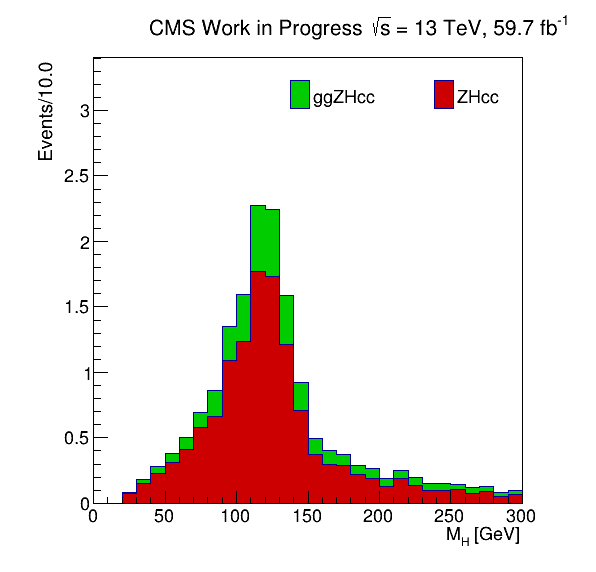 CMS Work in Progress √s = 13 TeV, 59.7 fb⁻¹
Events/10.0
ggZHcc ZHcc
3
2.5
2
1.5
1
0.5
0
0 50 100 150 200 250 300
M_H [GeV]